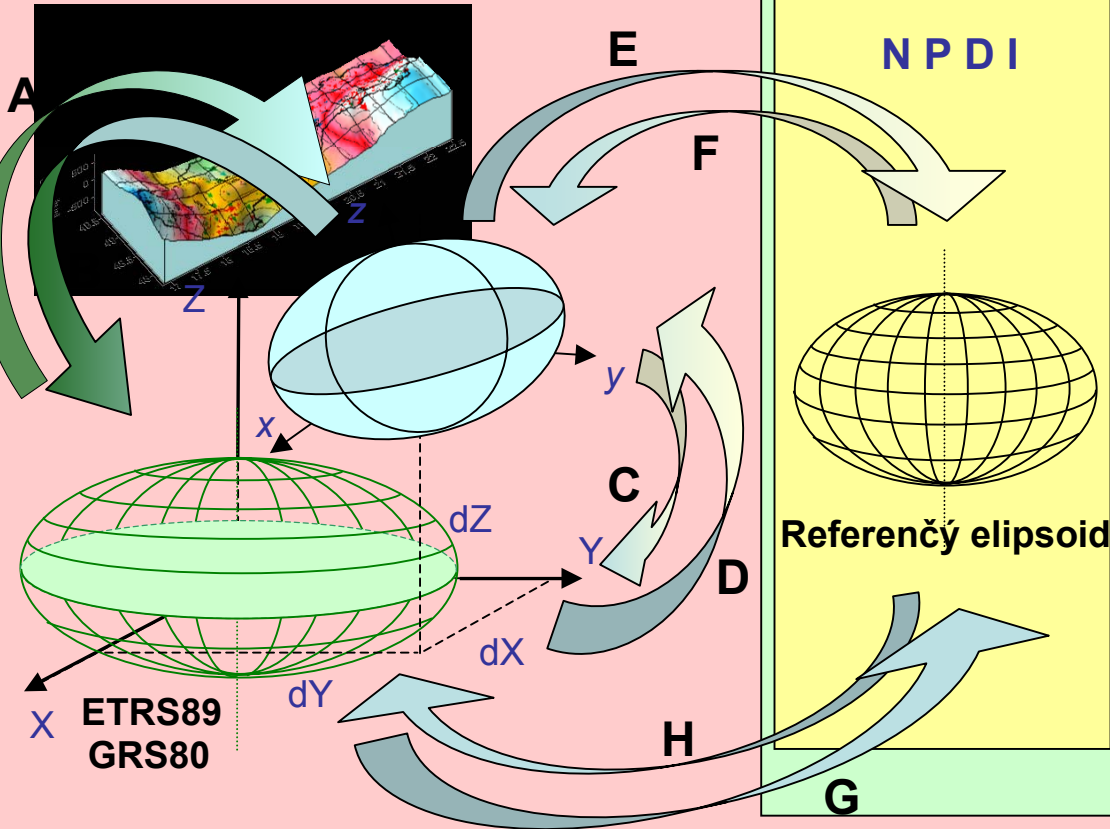 A
E
N P D I
F
z
Z
y
x
C
dZ
Y
Referenčý elipsoid
D
dX
dY
X
ETRS89
GRS80
H
G